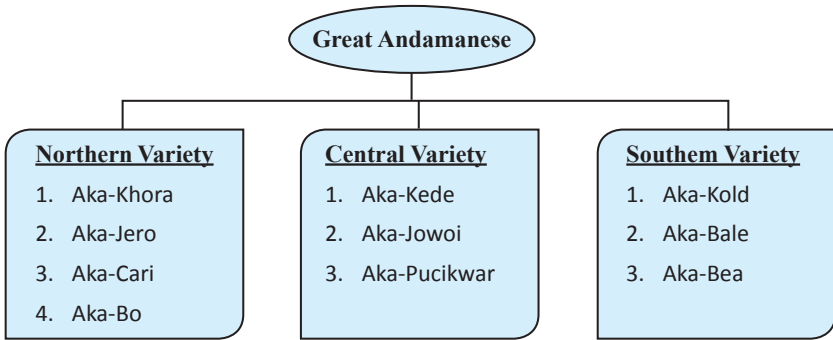 Great Andamanese
Northern Variety
1. Aka-Khora
2. Aka-Jero
3. Aka-Cari
4. Aka-Bo
Central Variety
1. Aka-Kede
2. Aka-Jowoi
3. Aka-Pucikwar
Southem Variety
1. Aka-Kold
2. Aka-Bale
3. Aka-Bea